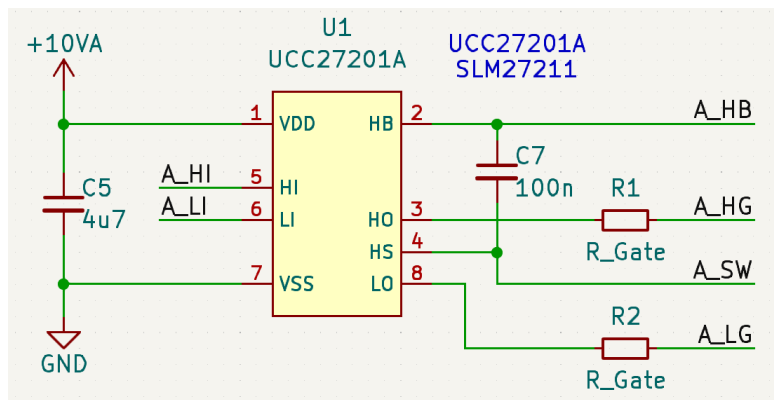 U1
UCC27201A
UCC27201A
SLM27211
+10VA
1
VDD
HB
2
A_HB
C7
100n
A_HI
5
HI
C5
4u7
A_LI
6
LI
HO
3
R1
R_Gate
A_HG
HS
4
A_SW
7
VSS
LO
8
R2
R_Gate
A_LG
GND